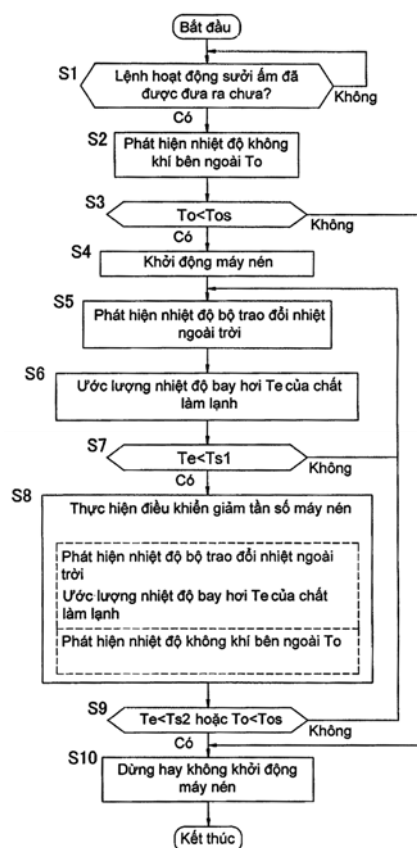 Bắt đầu
S1
Lệnh hoạt động sưởi ấm đã
được đưa ra chưa?
Không
Có
S2
Phát hiện nhiệt độ không
khí bên ngoài To
S3
To<Tos
Không
Có
S4
Khởi động máy nén
S5
Phát hiện nhiệt độ bộ trao đổi nhiệt
ngoài trời
S6
Ước lượng nhiệt độ bay hơi Te của chất
làm lạnh
S7
Te<Ts1
Không
Có
S8
Thực hiện điều khiển giảm tần số máy nén
Phát hiện nhiệt độ bộ trao đổi nhiệt ngoài
trời
Ước lượng nhiệt độ bay hơi Te của chất
làm lạnh
Phát hiện nhiệt độ không khí bên ngoài To
S9
Te<Ts2 hoặc To<Tos
Không
Có
S10
Dừng hay không khởi động
máy nén
Kết thúc